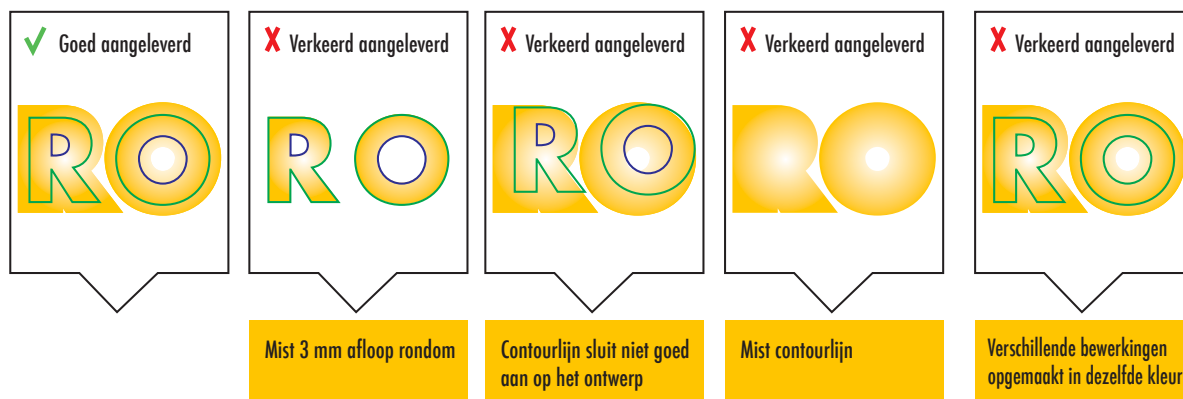 Goed aangeleverd
RO
Verkeerd aangeleverd
RO
Mist 3 mm afloop rondom
Verkeerd aangeleverd
RO
Contourlijn sluit niet goed
aan op het ontwerp
Verkeerd aangeleverd
RO
Mist contourlijn
Verkeerd aangeleverd
RO
Verschillende bewerkingen
opgemaakt in dezelfde kleur